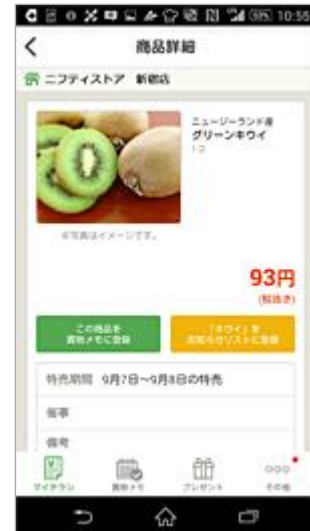 10:55
商品詳細
ニフティストア 新宿店
ニュージーランド産
グリーンキウイ
1コ
※写真はイメージです。
93円
(税抜き)
この商品を
買物メモに登録
「キウイ」を
お知らせリストに登録
特売期間 9月7日〜9月8日の特売
催事
備考
マイチラシ 買物メモ プレゼント その他